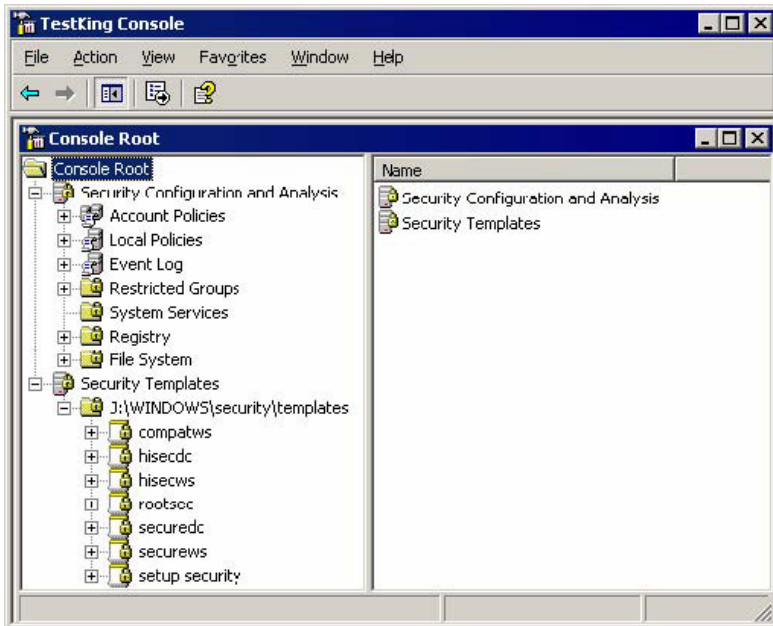 TestKing Console
File Action View Favorites Window Help
Console Root
Console Root
Security Configuration and Analysis
Account Policies
Local Policies
Event Log
Restricted Groups
System Services
Registry
File System
Security Templates
J:\WINDOWS\security\templates
compatws
hisecdc
hisecws
rootsec
securedc
securews
setup security
Name
Security Configuration and Analysis
Security Templates